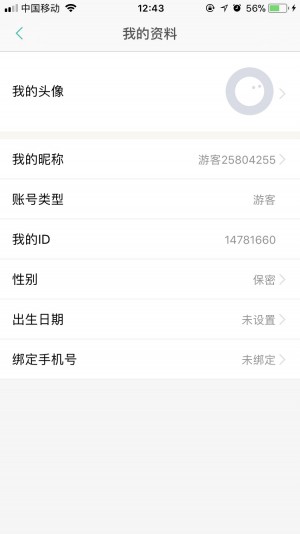 中国移动 12:43 56%
我的资料
我的头像
我的昵称 游客25804255
账号类型 游客
我的ID 14781660
性别 保密
出生日期 未设置
绑定手机号 未绑定